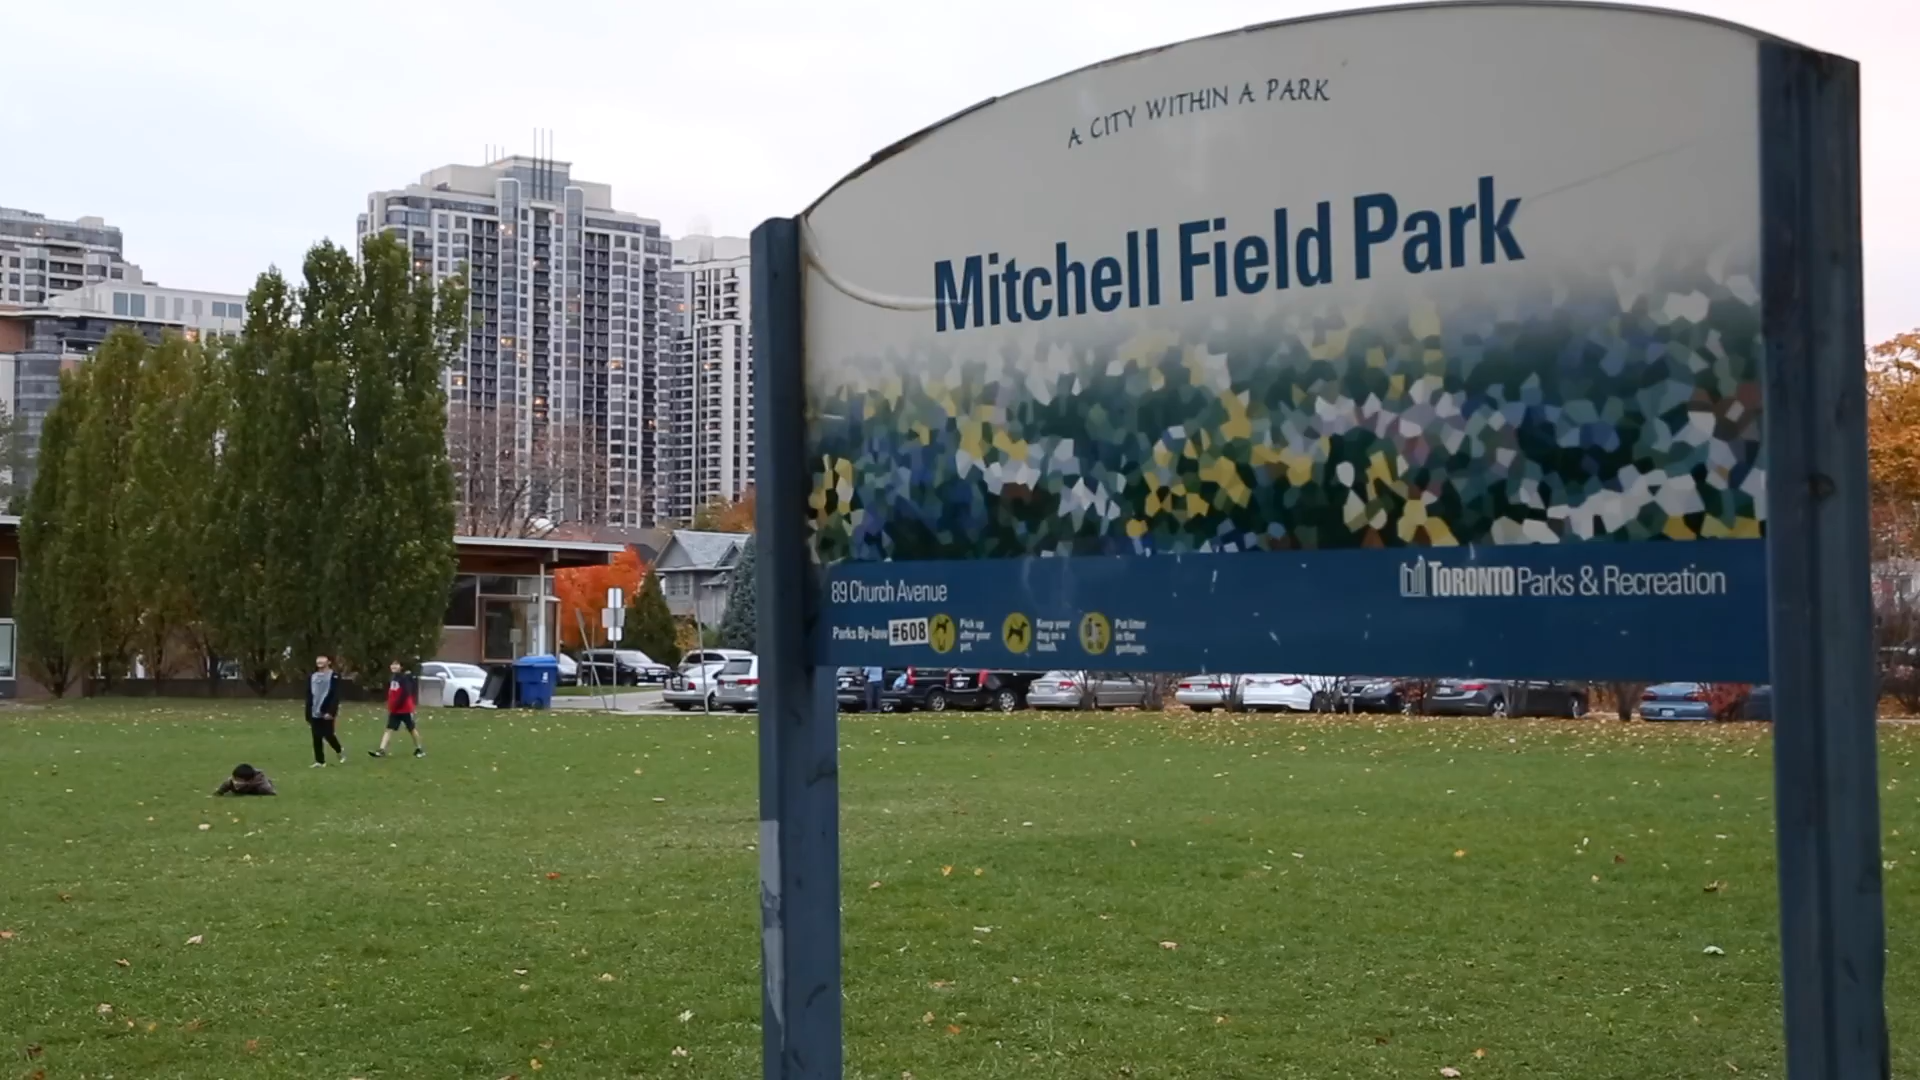 A CITY WITHIN A PARK
Mitchell Field Park
89 Church Avenue
TORONTO Parks & Recreation
Parks By-law #608
Pick up
after your
pet.
Keep your
dog on a
leash.
Put litter
in the
garbage.